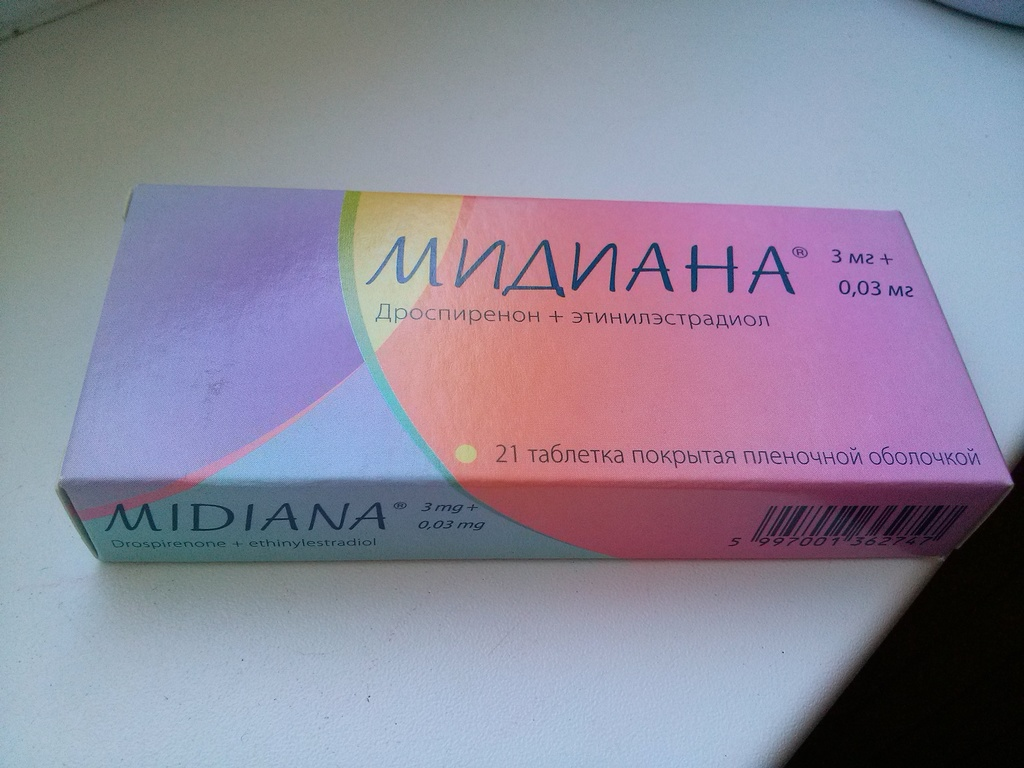 МИДИАНА® 3 мг +
0,03 мг
Дроспиренон + этинилэстрадиол
21 таблетка покрытая пленочной оболочкой
MIDIANA® 3 mg +
0,03 mg
Drospirenone + ethinylestradiol
5 997001 362747